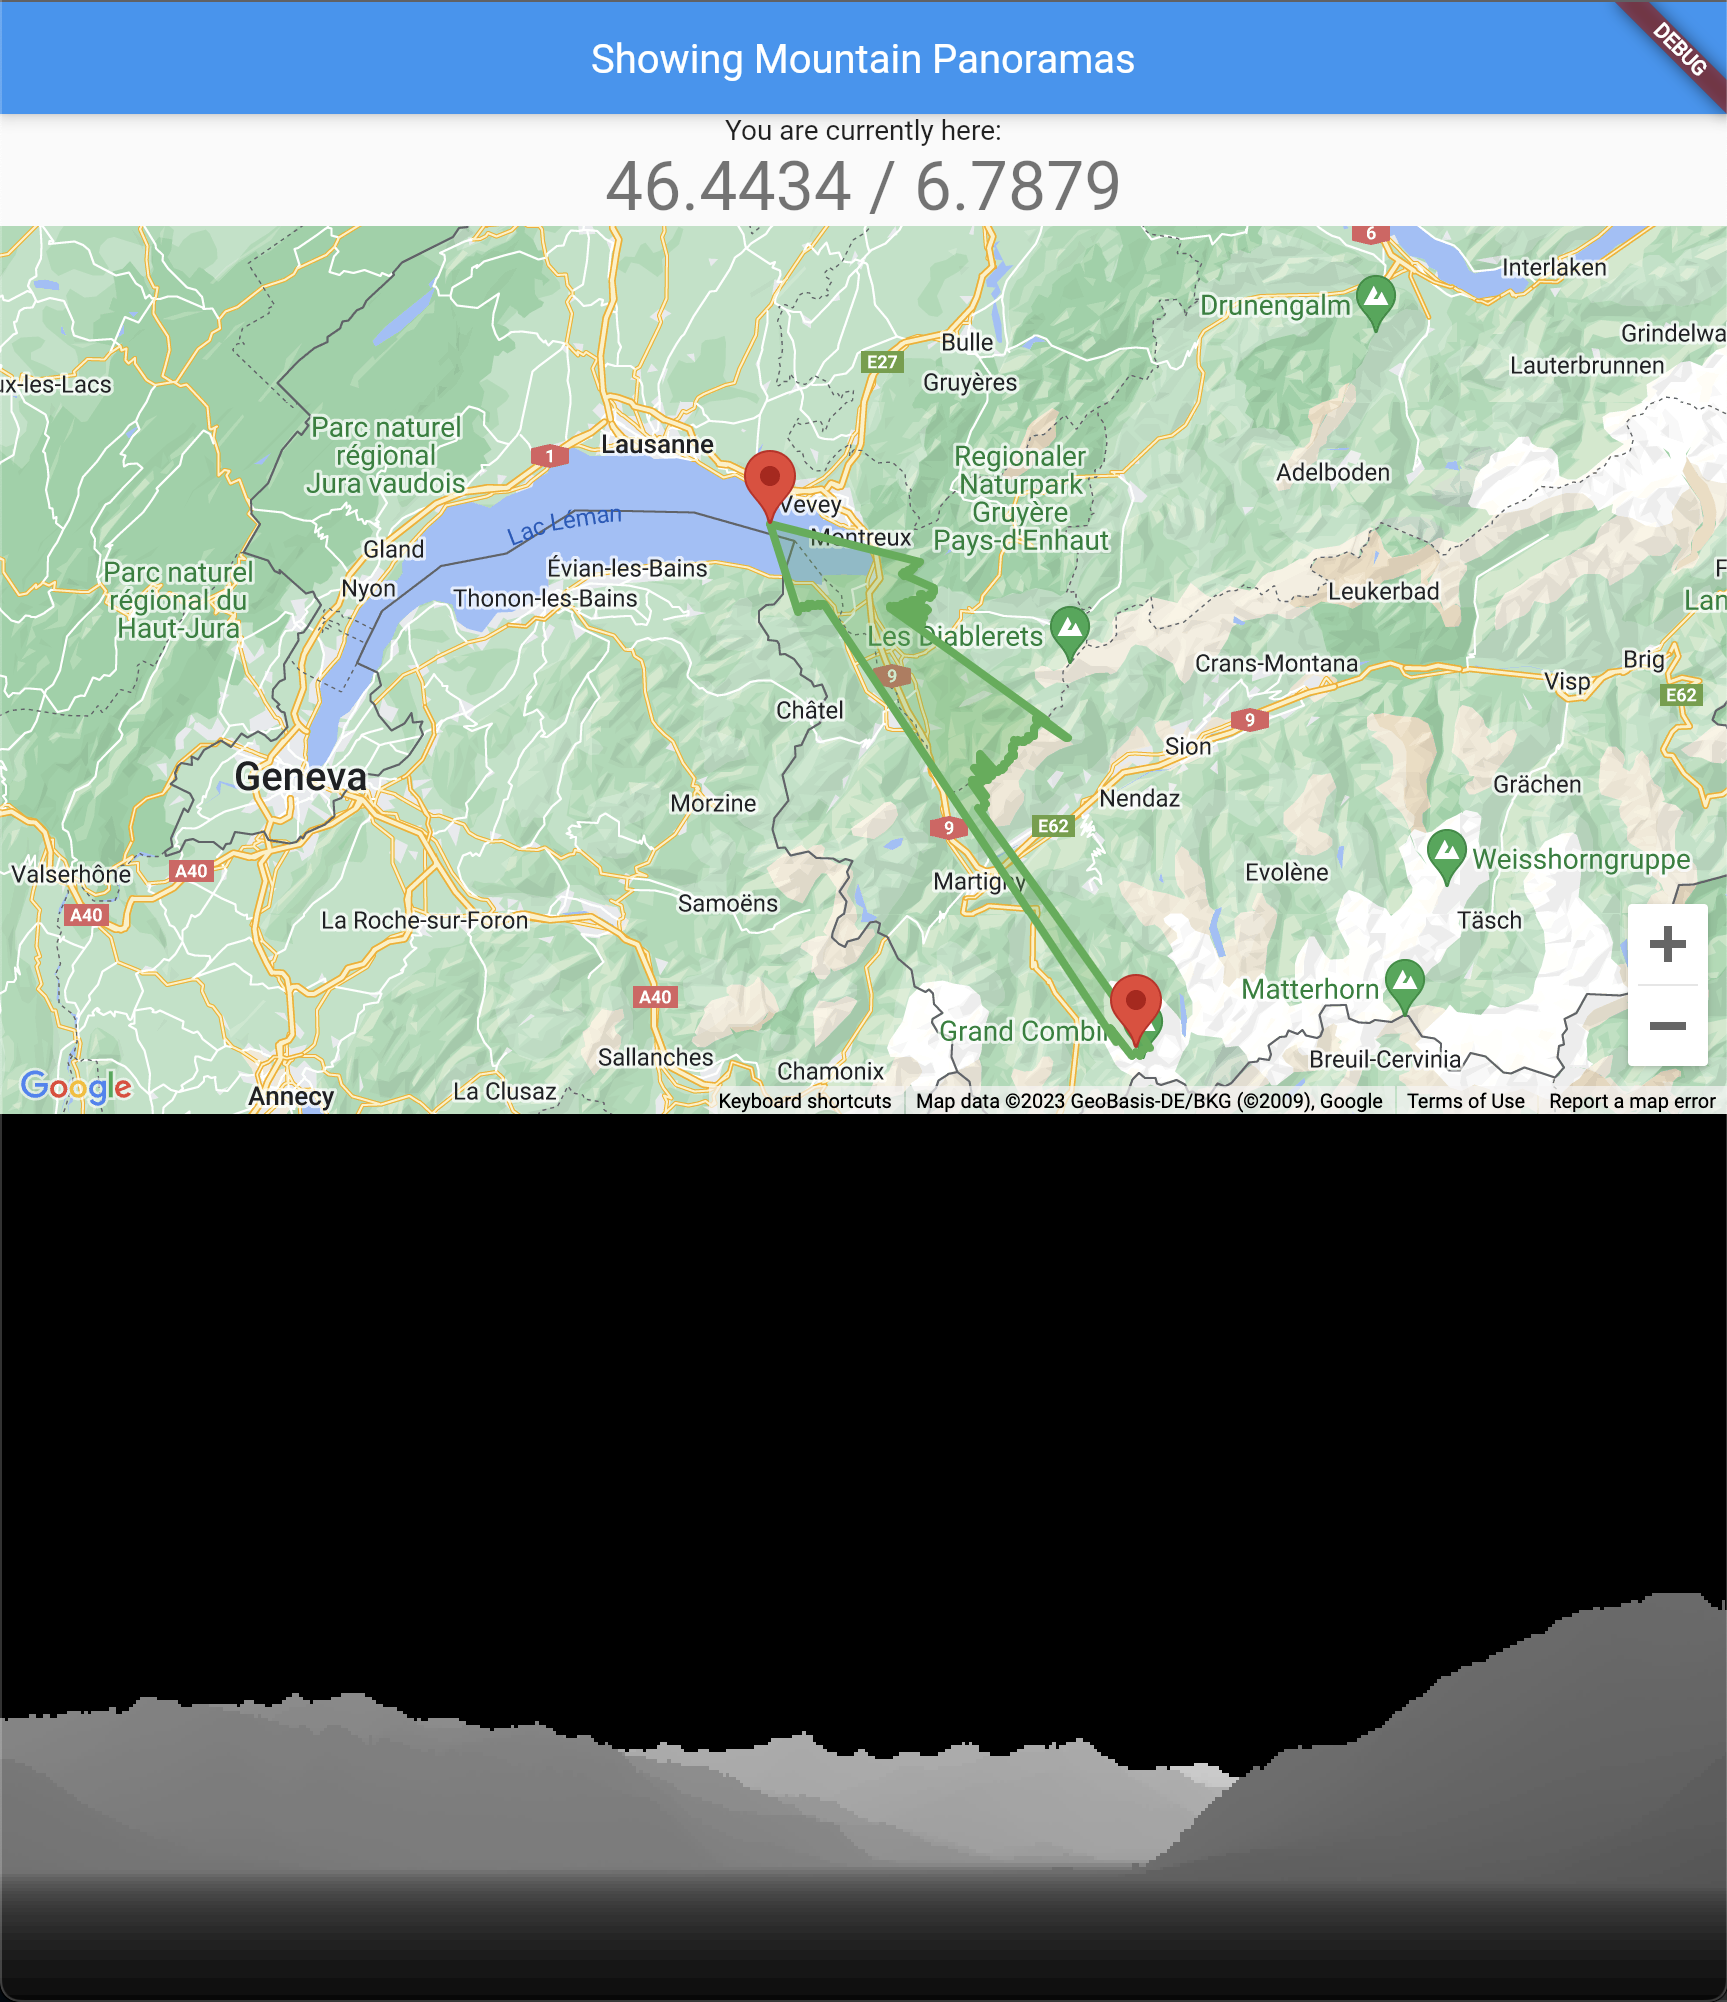 Showing Mountain Panoramas
DEBUG
You are currently here:
46.4434 / 6.7879
6
Interlaken
Drunengalm
Grindelwa
Bulle
E27
Lauterbrunnen
ux-les-Lacs
Gruyères
Parc naturel
régional
Jura vaudois
Lausanne
1
Regionaler
Naturpark
Gruyère
Pays-d'Enhaut
Adelboden
Vevey
Lac Léman
Montreux
Gland
Évian-les-Bains
Parc naturel
régional du
Haut-Jura
Nyon
Thonon-les-Bains
Leukerbad
F
Lan
Les Diablerets
Crans-Montana
Brig
9
Visp
E62
Châtel
9
Sion
Geneva
Grächen
Morzine
Nendaz
9
E62
Valserhône
A40
Martigny
Evolène
Weisshorngruppe
A40
La Roche-sur-Foron
Samoëns
Täsch
A40
Matterhorn
Grand Combi
Sallanches
Breuil-Cervinia
Chamonix
Google
Annecy
La Clusaz
Keyboard shortcuts
Map data ©2023 GeoBasis-DE/BKG (©2009), Google
Terms of Use
Report a map error